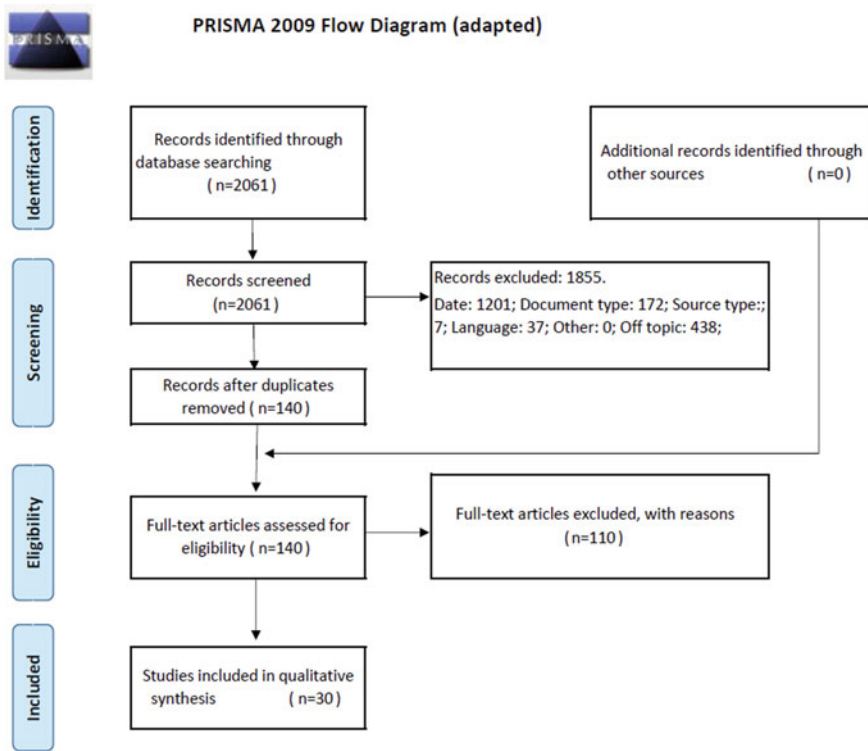 PRISMA 2009 Flow Diagram (adapted)
PRISMA
Identification
Records identified through
database searching
( n=2061 )
Additional records identified through
other sources ( n=0 )
Screening
Records screened
(n=2061 )
Records excluded: 1855.
Date: 1201; Document type: 172; Source type:;
7; Language: 37; Other: 0; Off topic: 438;
Records after duplicates
removed ( n=140 )
Eligibility
Full-text articles assessed for
eligibility ( n=140 )
Full-text articles excluded, with reasons
(n=110 )
Included
Studies included in qualitative
synthesis ( n=30 )